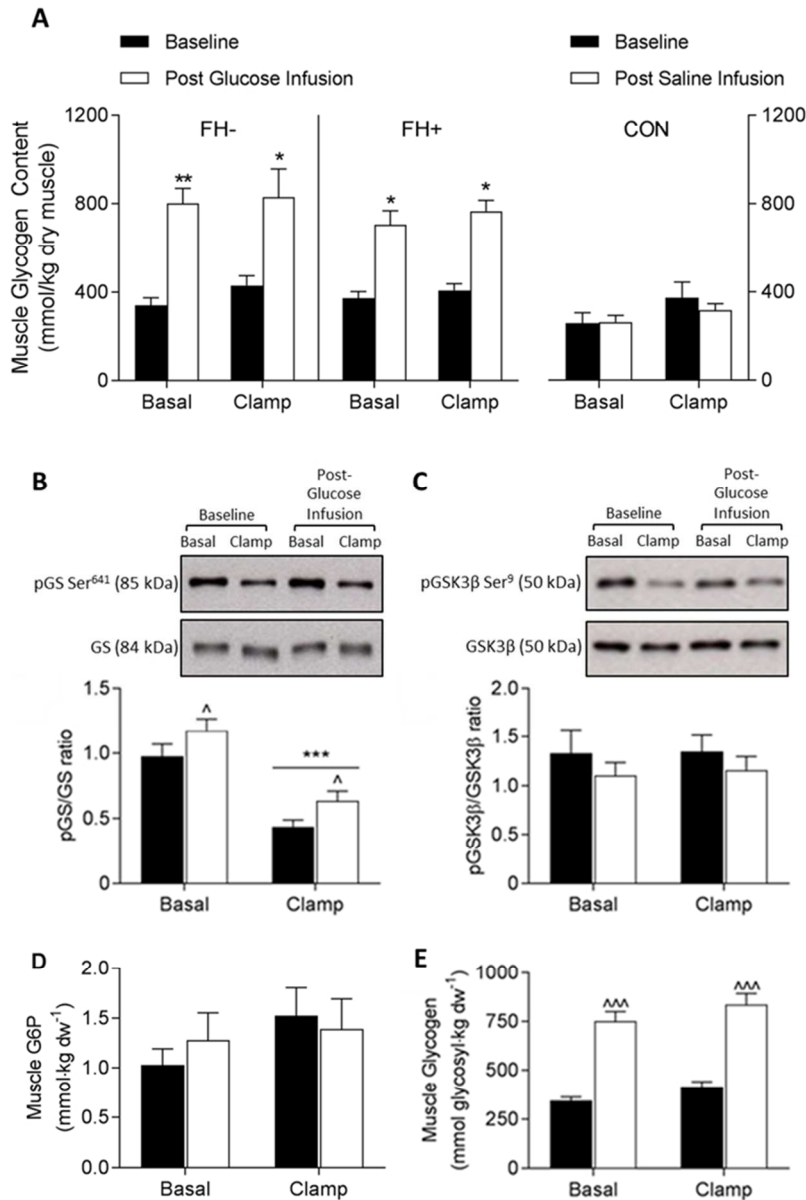 A
Baseline
Post Glucose Infusion
Baseline
Post Saline Infusion
Muscle Glycogen Content
(mmol/kg dry muscle)
1200
800
400
0
FH-
FH+
CON
**
*
*
*
1200
800
400
0
Basal
Clamp
Basal
Clamp
Basal
Clamp
B
Baseline
Post-
Glucose
Infusion
Basal Clamp Basal Clamp
pGS Ser⁶⁴¹ (85 kDa)
GS (84 kDa)
pGS/GS ratio
1.5
1.0
0.5
0
^
***
^
Basal
Clamp
C
Baseline
Post-
Glucose
Infusion
Basal Clamp Basal Clamp
pGSK3β Ser⁹ (50 kDa)
GSK3β (50 kDa)
pGSK3β/GSK3β ratio
2.0
1.5
1.0
0.5
0
Basal
Clamp
D
Muscle G6P
(mmol·kg dw⁻¹)
2.0
1.5
1.0
0.5
0.0
Basal
Clamp
E
Muscle Glycogen
(mmol glycosyl·kg dw⁻¹)
1000
750
500
250
0
^^^
^^^
Basal
Clamp